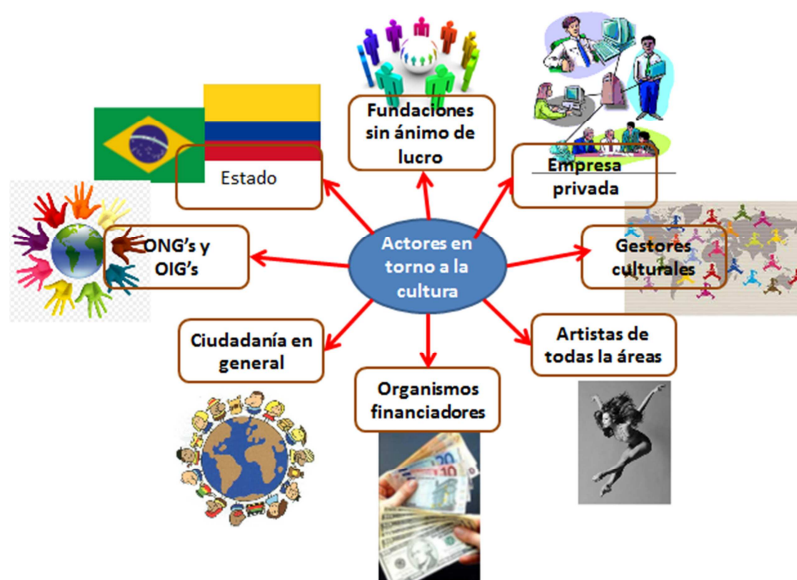 Fundaciones
sin ánimo de
lucro
Empresa
privada
Estado
Actores en
torno a la
cultura
ONG's y
OIG's
Gestores
culturales
Ciudadanía en
general
Artistas de
todas la áreas
Organismos
financiadores